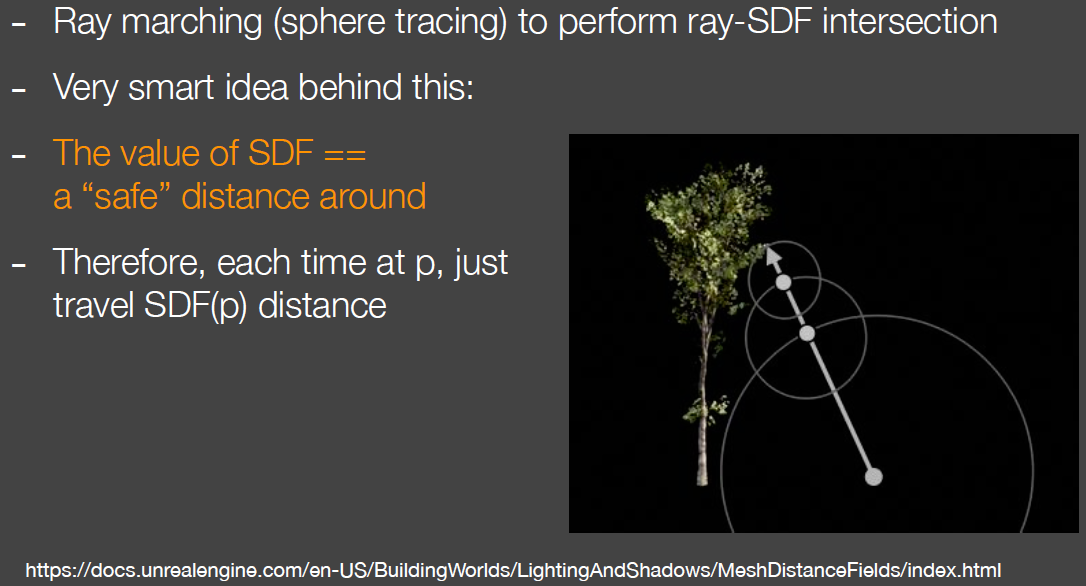 - Ray marching (sphere tracing) to perform ray-SDF intersection
- Very smart idea behind this:
- The value of SDF ==
a “safe” distance around
- Therefore, each time at p, just
travel SDF(p) distance
https://docs.unrealengine.com/en-US/BuildingWorlds/LightingAndShadows/MeshDistanceFields/index.html